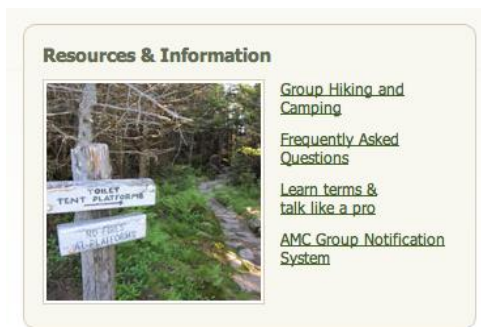 Resources & Information
TOILET
TENT PLATFORMS
NO FIRES
AT PLATFORMS
Group Hiking and
Camping
Frequently Asked
Questions
Learn terms &
talk like a pro
AMC Group Notification
System